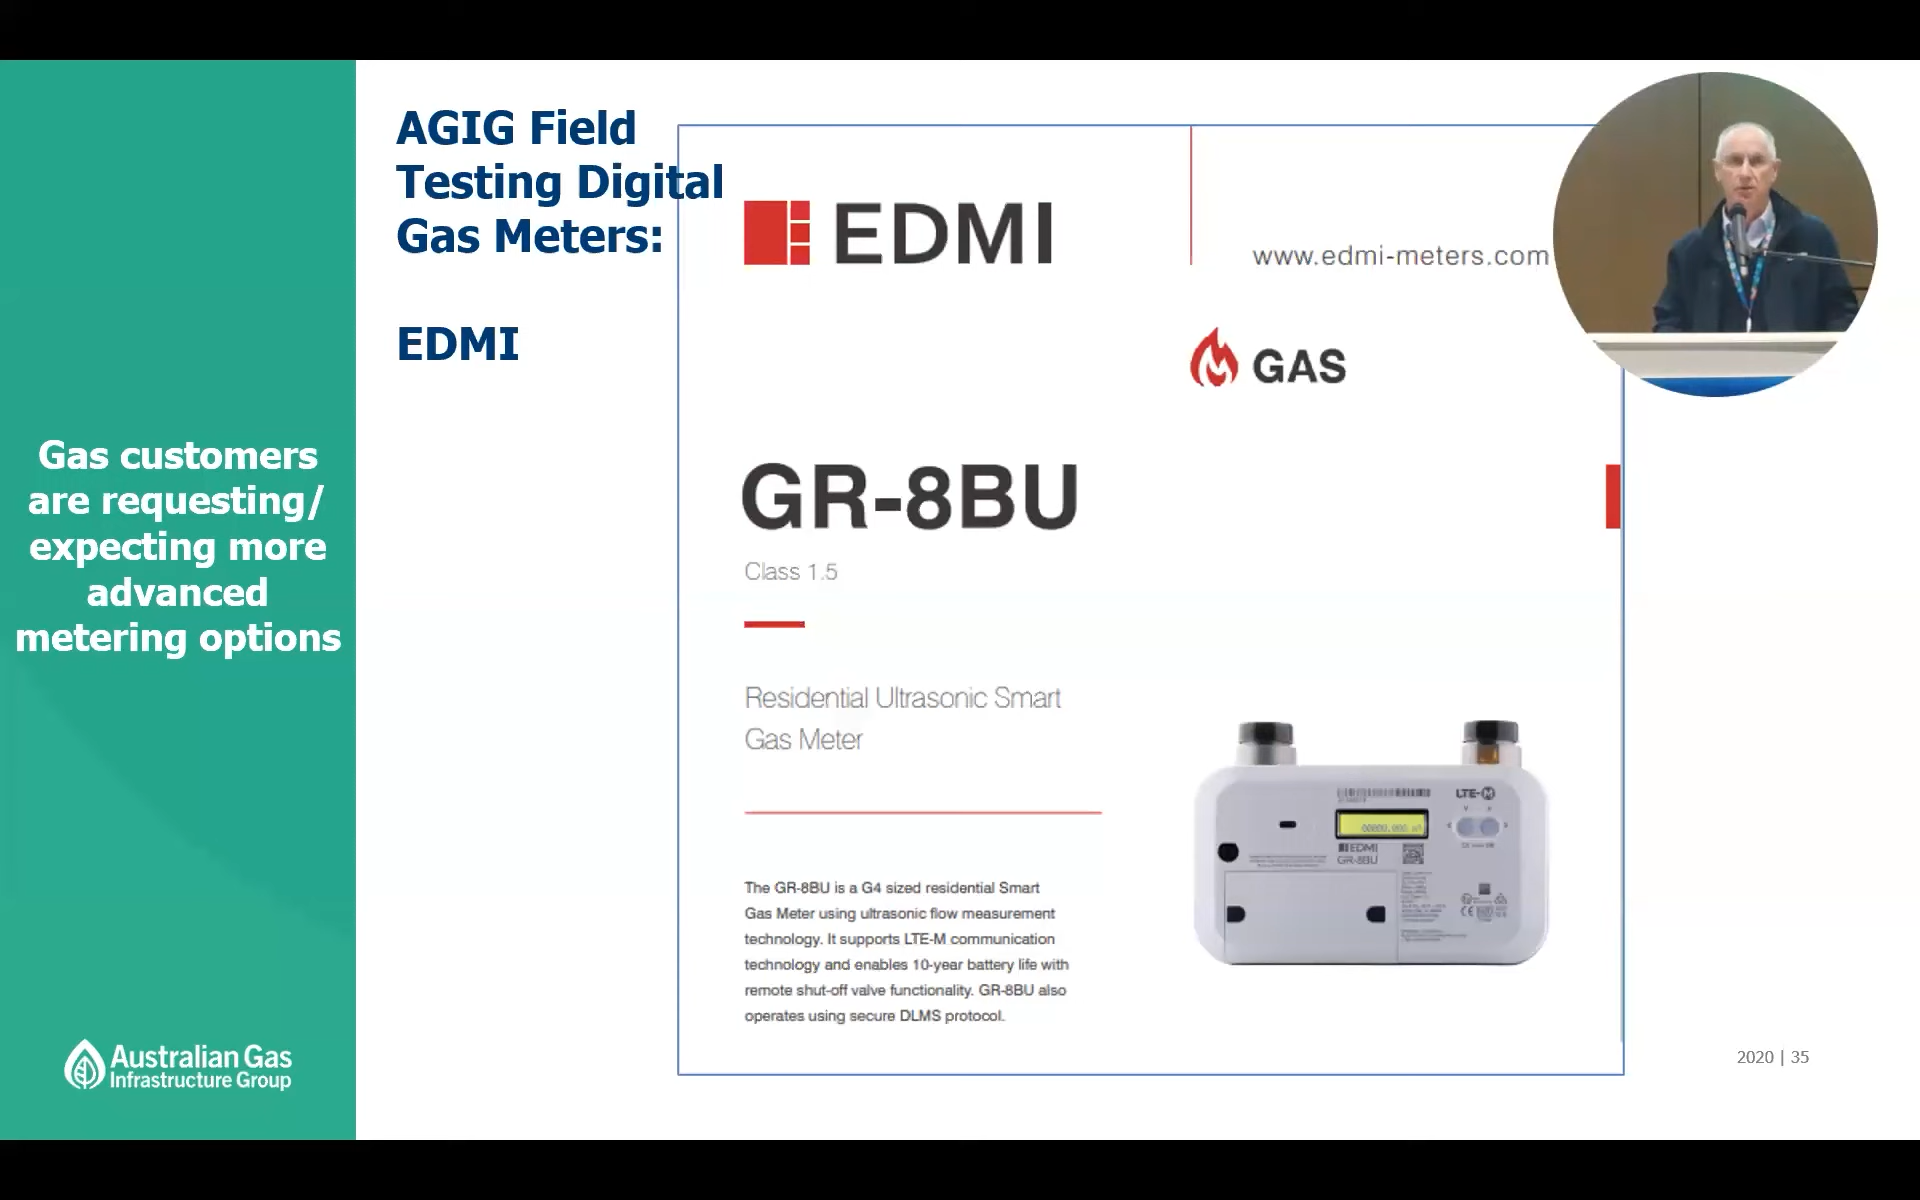 AGIG Field
Testing Digital
Gas Meters:
EDMI
Gas customers
are requesting/
expecting more
advanced
metering options
Australian Gas
Infrastructure Group
EDMI
www.edmi-meters.com
GAS
GR-8BU
Class 1.5
Residential Ultrasonic Smart
Gas Meter
The GR-8BU is a G4 sized residential Smart
Gas Meter using ultrasonic flow measurement
technology. It supports LTE-M communication
technology and enables 10-year battery life with
remote shut-off valve functionality. GR-8BU also
operates using secure DLMS protocol.
LTE-M
EDMI
GR-8BU
2020 | 35